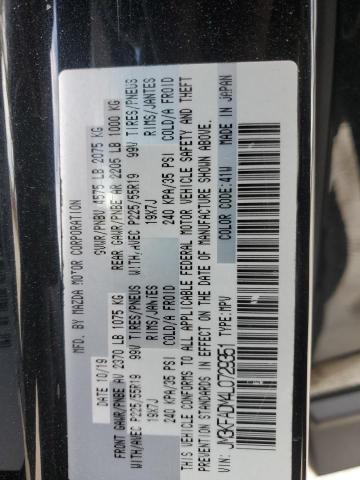 MFD. BY MAZDA MOTOR CORPORATION
10/19 GVWR/PNBV 4575 LB 2075 KG
FRONT GAWR/PNBE AV 2370 LB 1075 KG REAR GAWR/PNBE AR 2205 LB 1000 KG
WITH/AVEC P225/55R19 99V TIRES/PNEUS WITH/AVEC P225/55R19 99V TIRES/PNEUS
19X7J RIMS/JANTES 19X7J RIMS/JANTES
240 KPA/35 PSI COLD/A FROID 240 KPA/35 PSI COLD/A FROID
THIS VEHICLE CONFORMS TO ALL APPLICABLE FEDERAL MOTOR VEHICLE SAFETY AND THEFT
PREVENTION STANDARDS IN EFFECT ON THE DATE OF MANUFACTURE SHOWN ABOVE.
VIN: JM3KFADM4L0729351 TYPE:MPV COLOR CODE: 41W MADE IN JAPAN